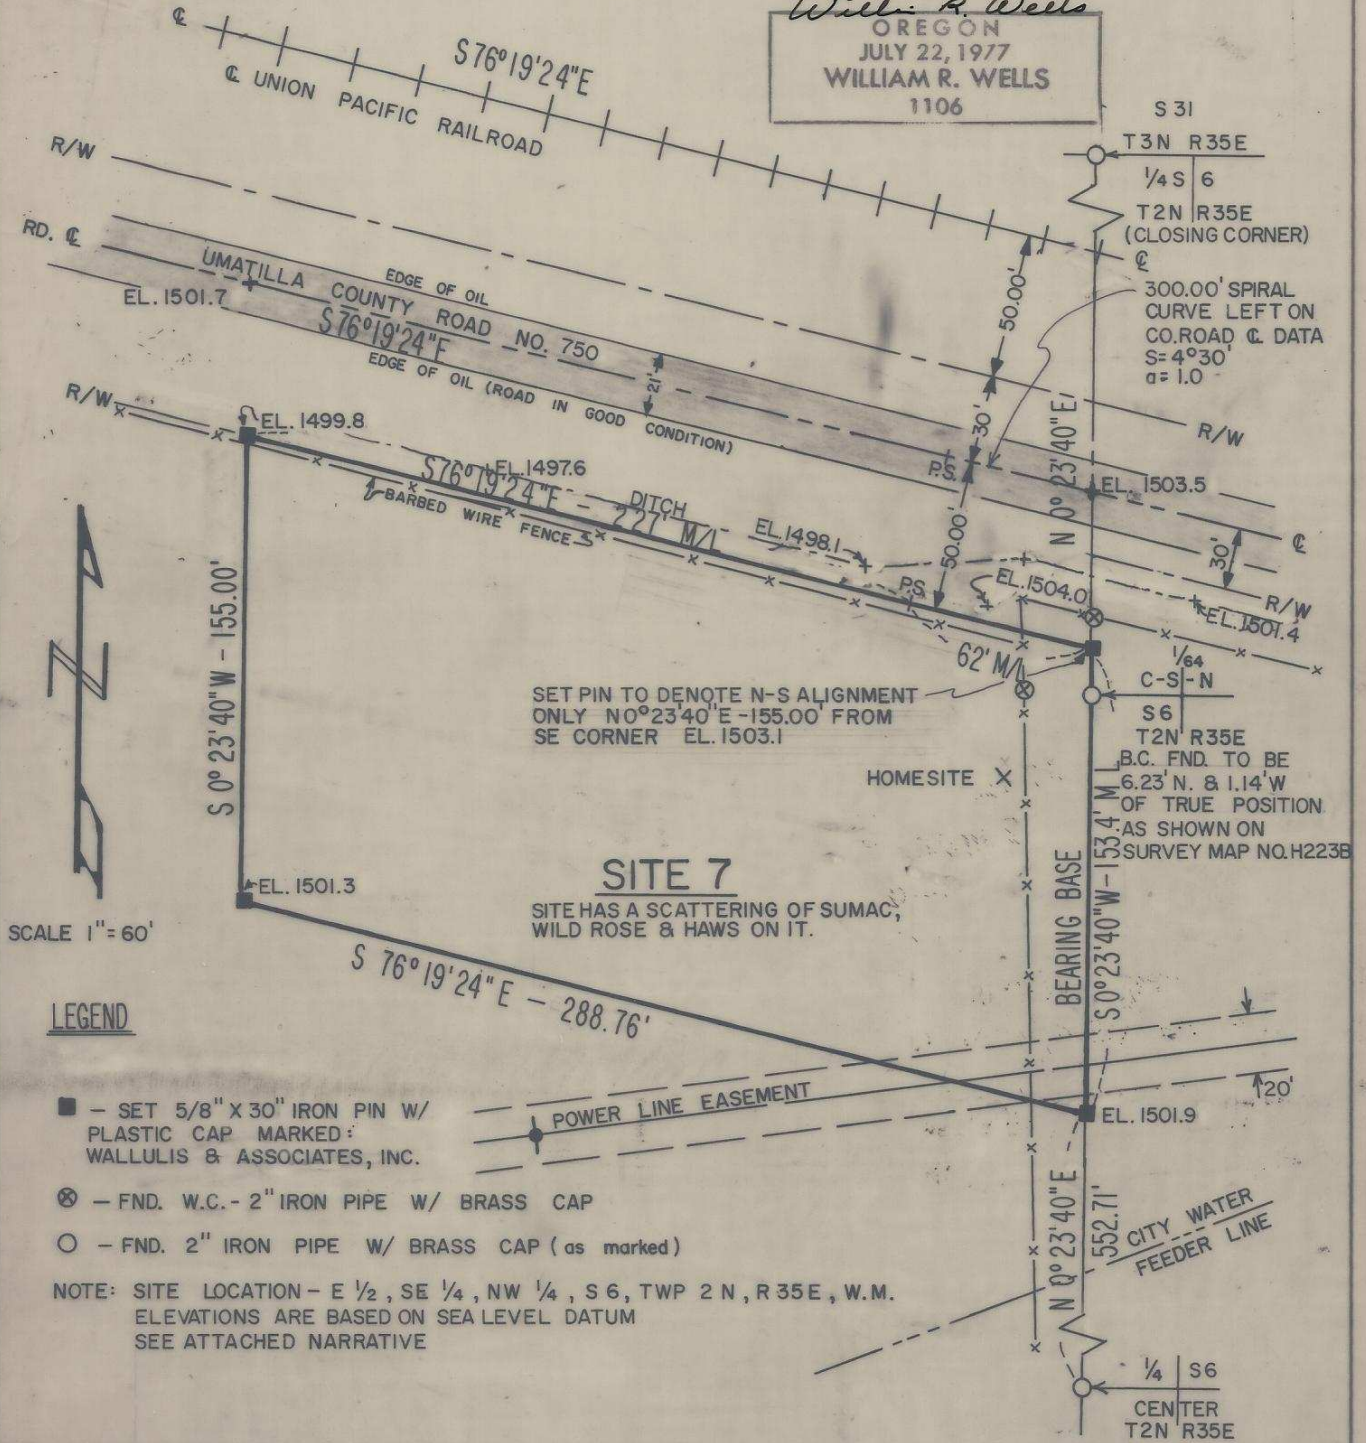 Willi R. Wells
OREGON
JULY 22, 1977
WILLIAM R. WELLS
1106
℄
S 76° 19' 24" E
℄ UNION PACIFIC RAILROAD
S 31
T3N R35E
1/4 S 6
T2N R35E
(CLOSING CORNER)
℄
R/W
RD. ℄
UMATILLA COUNTY ROAD NO. 750
EDGE OF OIL
EL. 1501.7
S 76° 19' 24" E
EDGE OF OIL (ROAD IN GOOD CONDITION)
21'
50.00'
30'
300.00' SPIRAL
CURVE LEFT ON
CO. ROAD ℄ DATA
S= 4°30'
a= 1.0
R/W
R/W
EL. 1499.8
EL. 1497.6
S 76° 19' 24" E - 227' M/L
BARBED WIRE FENCE
DITCH
EL. 1498.1
P.S.
50.00'
P.S.
N 0° 23' 40" E
EL. 1503.5
℄
30'
R/W
EL. 1504.0
EL. 1501.4
62' M/L
1/64
C-S-N
S 6
T2N R35E
B.C. FND. TO BE
6.23' N. & 1.14' W
OF TRUE POSITION
AS SHOWN ON
SURVEY MAP NO. H223B
SET PIN TO DENOTE N-S ALIGNMENT
ONLY N 0° 23' 40" E - 155.00' FROM
SE CORNER EL. 1503.1
HOMESITE
S 0° 23' 40" W - 155.00'
N
SCALE 1" = 60'
EL. 1501.3
SITE 7
SITE HAS A SCATTERING OF SUMAC,
WILD ROSE & HAWS ON IT.
BEARING BASE
S 0° 23' 40" W - 153.4' M L
S 76° 19' 24" E - 288.76'
20'
POWER LINE EASEMENT
EL. 1501.9
LEGEND
- SET 5/8" X 30" IRON PIN W/
PLASTIC CAP MARKED:
WALLULIS & ASSOCIATES, INC.
- FND. W.C. - 2" IRON PIPE W/ BRASS CAP
- FND. 2" IRON PIPE W/ BRASS CAP (as marked)
NOTE: SITE LOCATION - E 1/2, SE 1/4, NW 1/4, S 6, TWP 2 N, R 35 E, W.M.
ELEVATIONS ARE BASED ON SEA LEVEL DATUM
SEE ATTACHED NARRATIVE
N 0° 23' 40" E
552.71'
CITY WATER
FEEDER LINE
1/4 S6
CENTER
T2N R35E